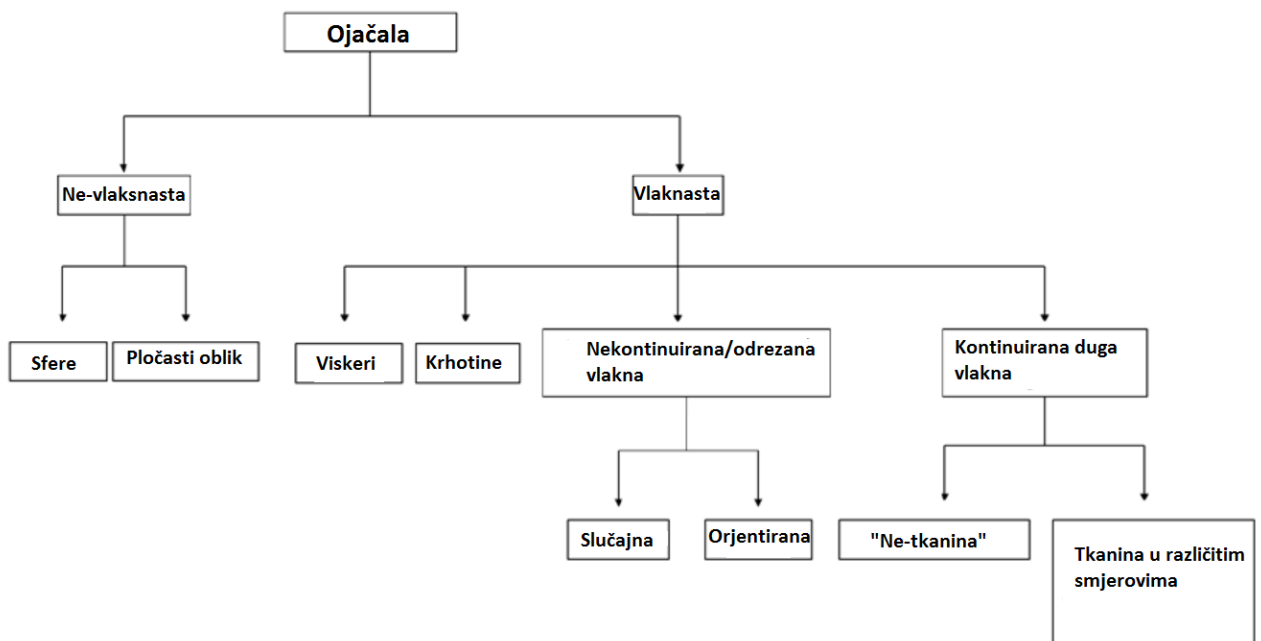 Ojačala
Ne-vlaksnasta
Vlaknasta
Sfere
Pločasti oblik
Viskeri
Krhotine
Nekontinuirana/odrezana
vlakna
Kontinuirana duga
vlakna
Slučajna
Orjentirana
"Ne-tkanina"
Tkanina u različitim
smjerovima